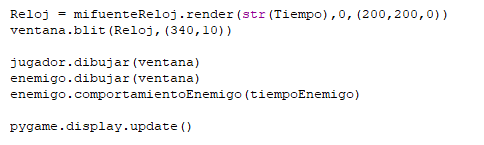 Reloj = mifuenteReloj.render(str(Tiempo),0,(200,200,0))
ventana.blit(Reloj,(340,10))

jugador.dibujar(ventana)
enemigo.dibujar(ventana)
enemigo.comportamientoEnemigo(tiempoEnemigo)

pygame.display.update()